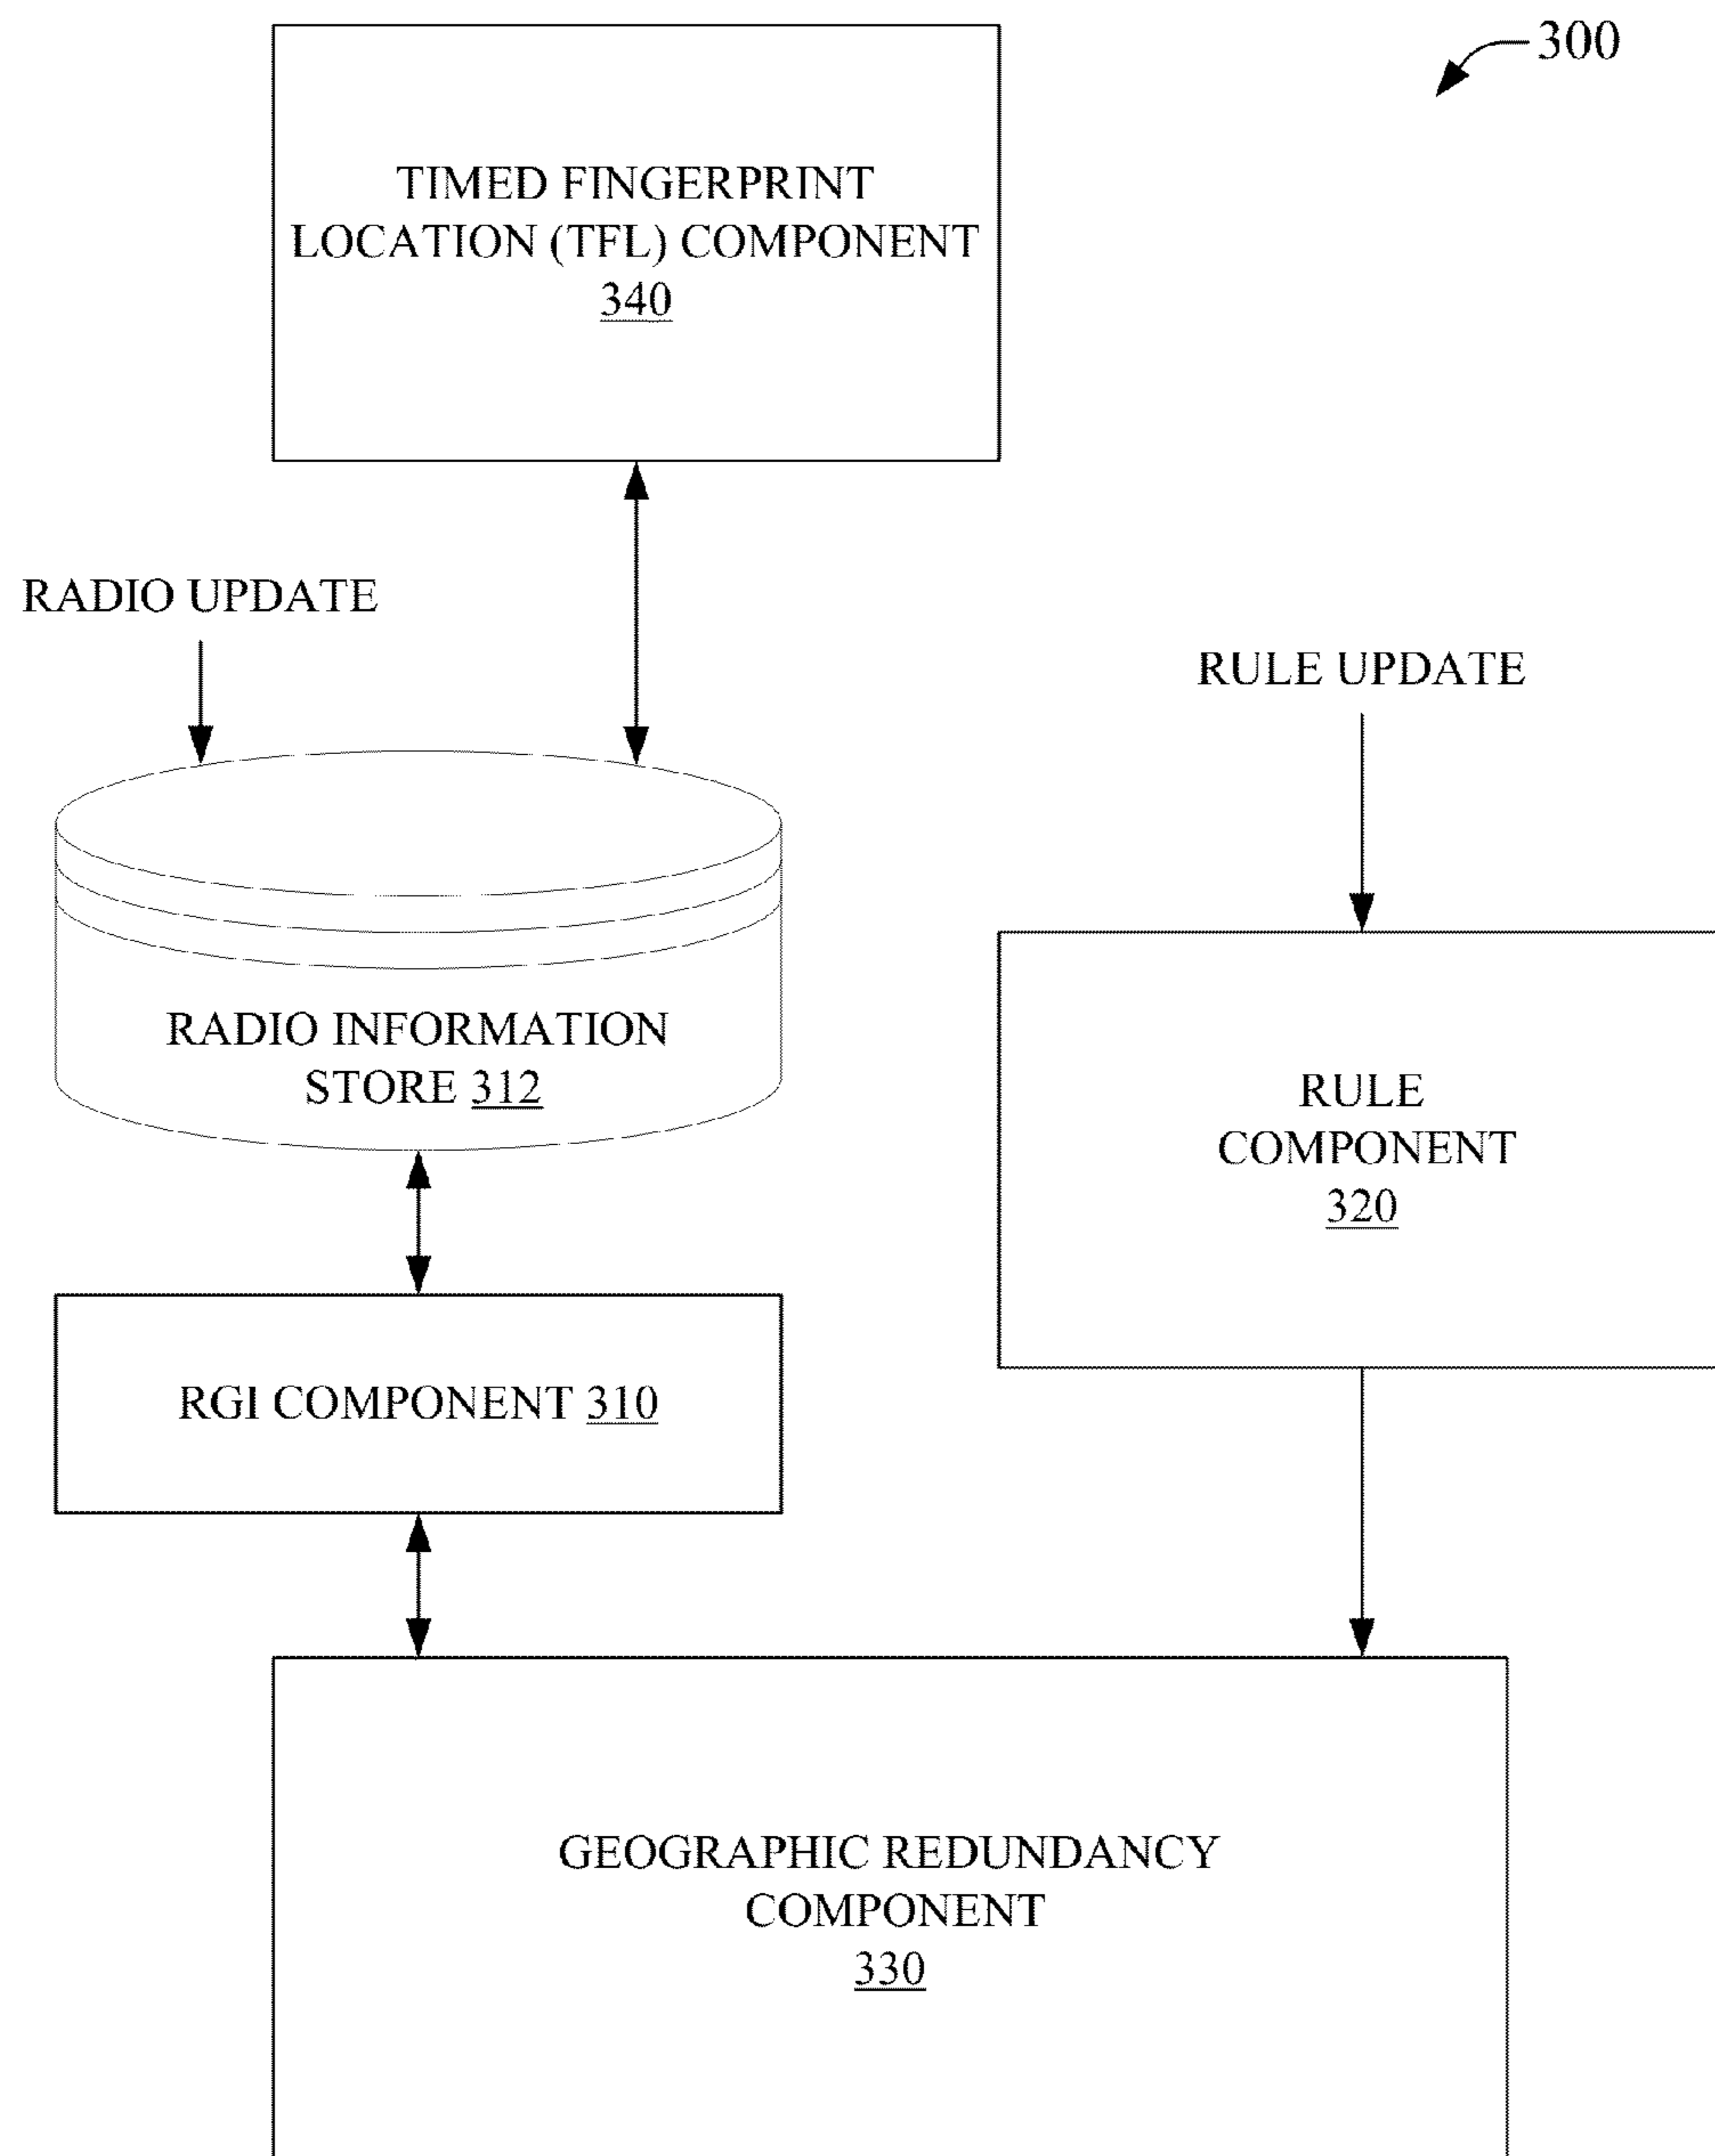 300
TIMED FINGERPRINT
LOCATION (TFL) COMPONENT
340
RADIO UPDATE
RULE UPDATE
RADIO INFORMATION
STORE 312
RULE
COMPONENT
320
RGI COMPONENT 310
GEOGRAPHIC REDUNDANCY
COMPONENT
330